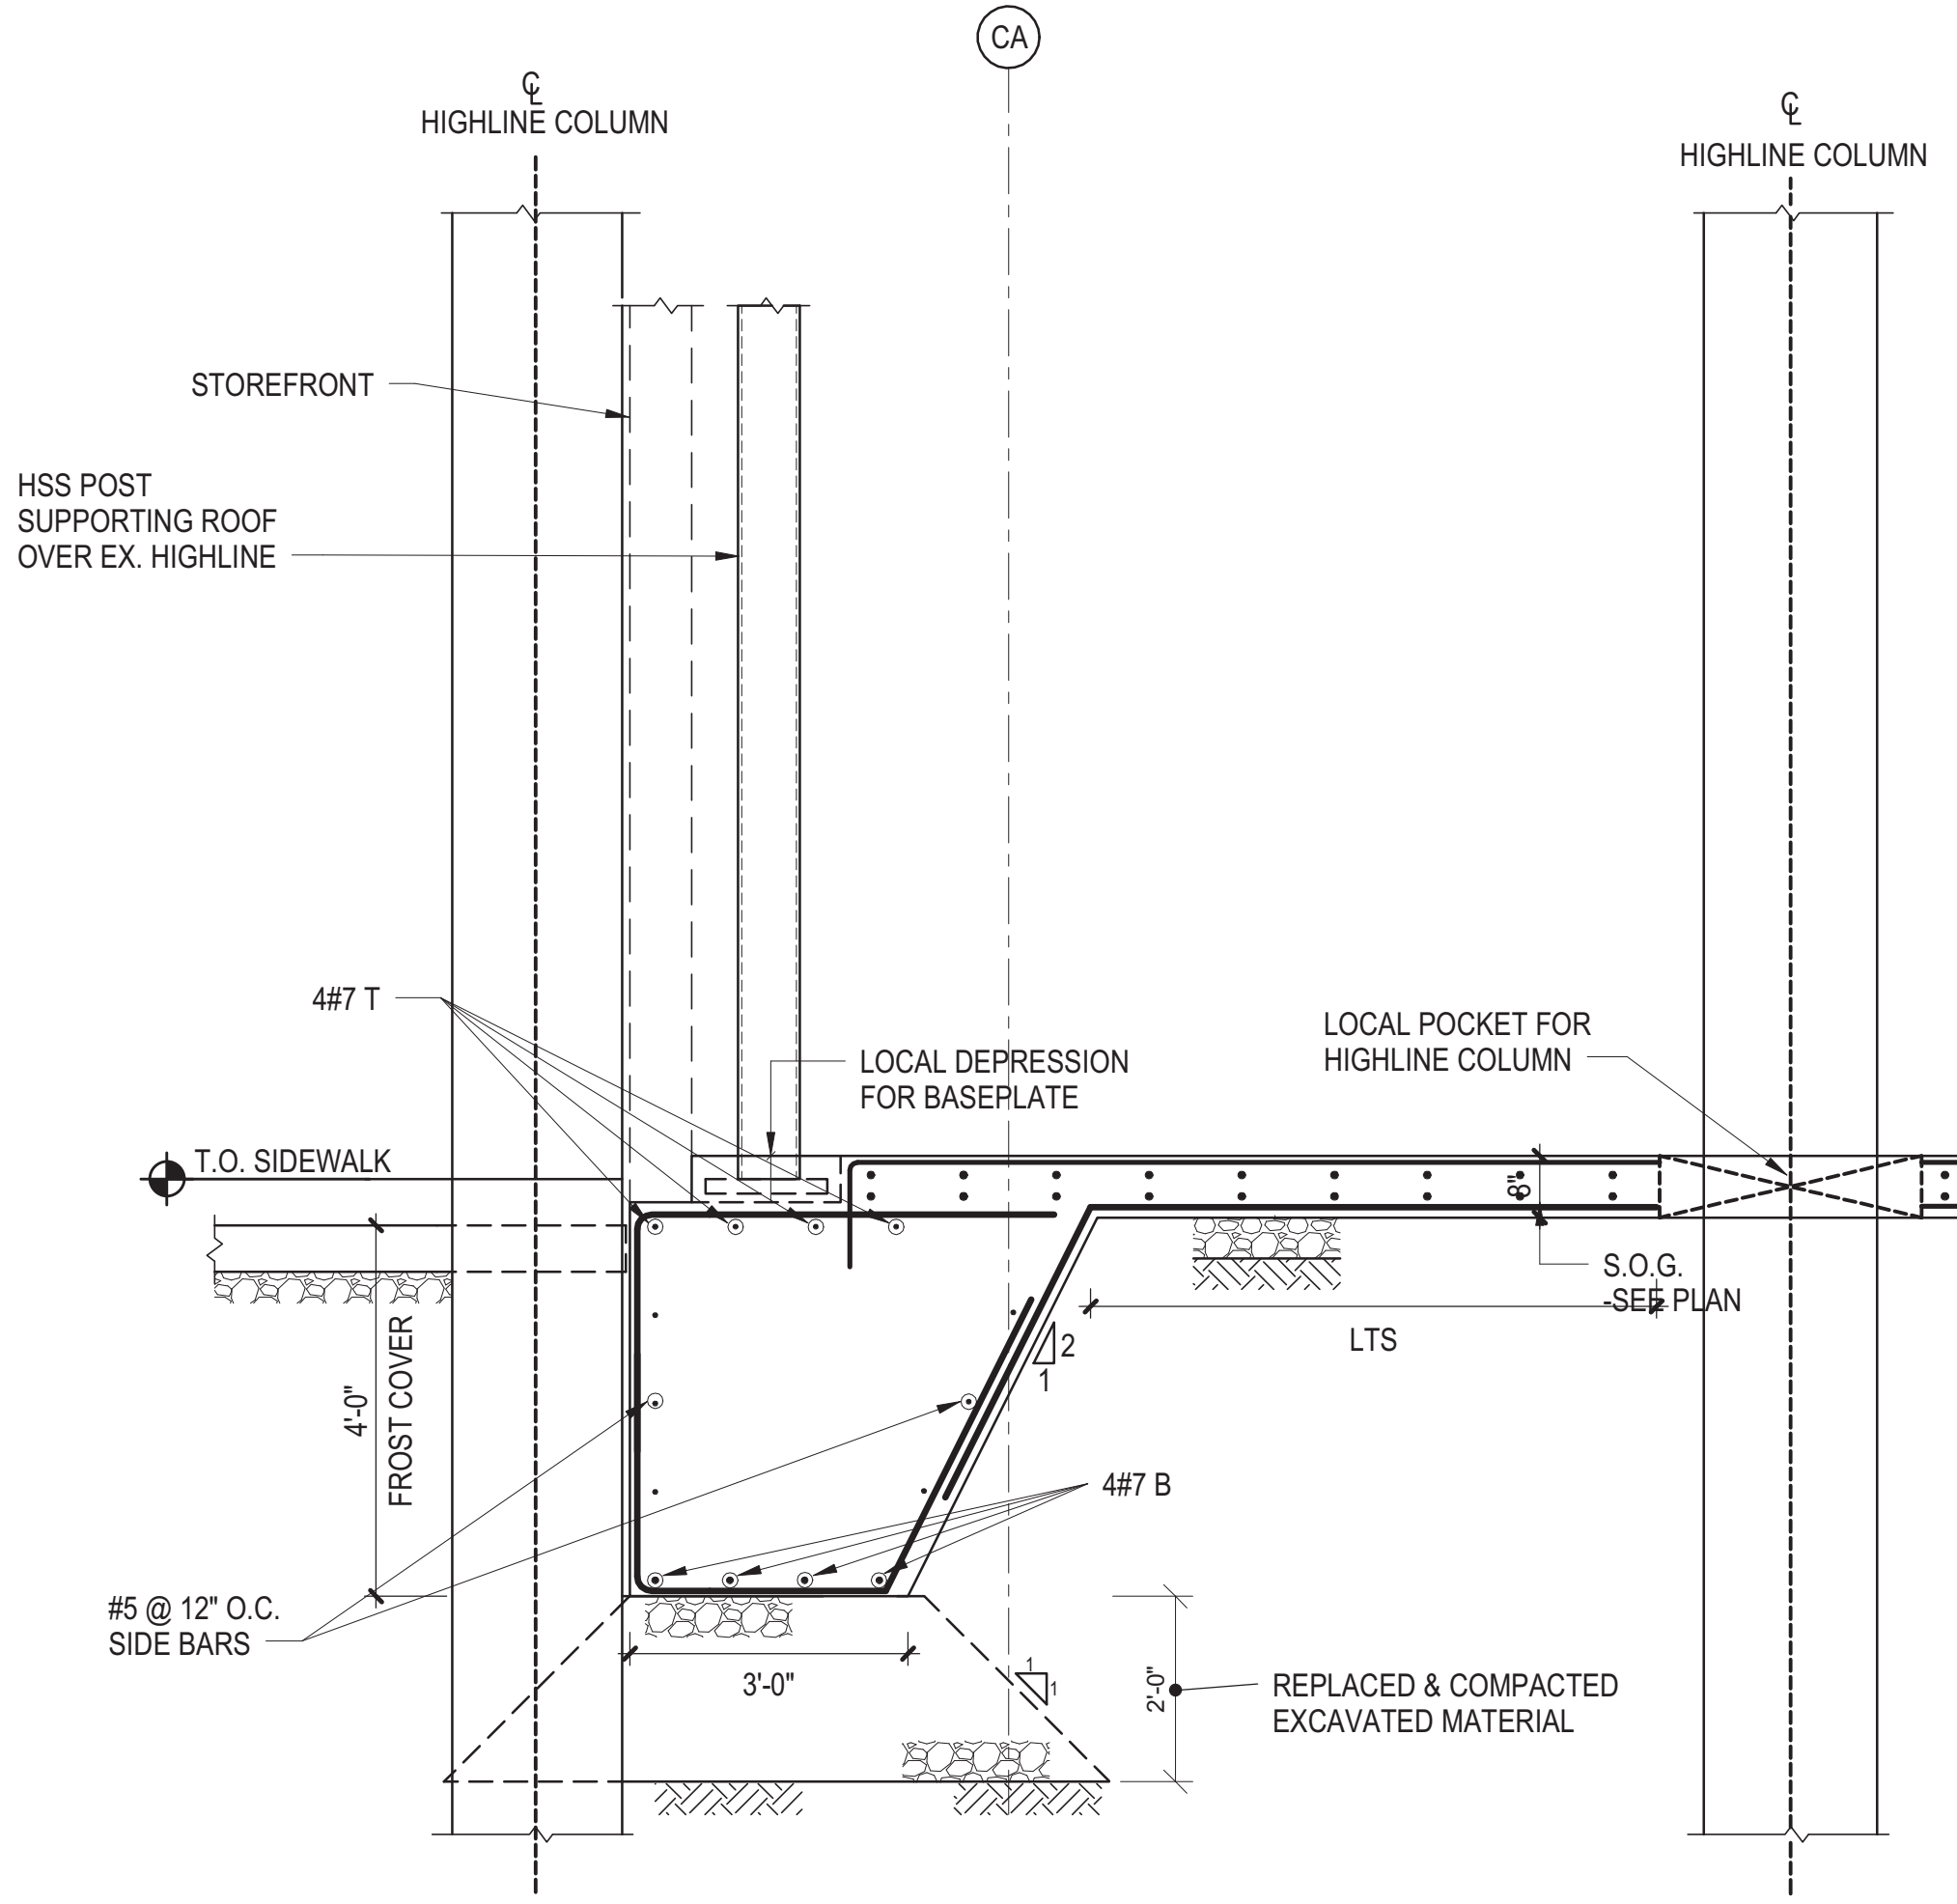 CA
℄
HIGHLINE COLUMN
℄
HIGHLINE COLUMN
STOREFRONT
HSS POST
SUPPORTING ROOF
OVER EX. HIGHLINE
4#7 T
LOCAL DEPRESSION
FOR BASEPLATE
LOCAL POCKET FOR
HIGHLINE COLUMN
T.O. SIDEWALK
8"
S.O.G.
-SEE PLAN
LTS
2
1
4'-0"
FROST COVER
4#7 B
#5 @ 12" O.C.
SIDE BARS
3'-0"
1
1
2'-0"
REPLACED & COMPACTED
EXCAVATED MATERIAL